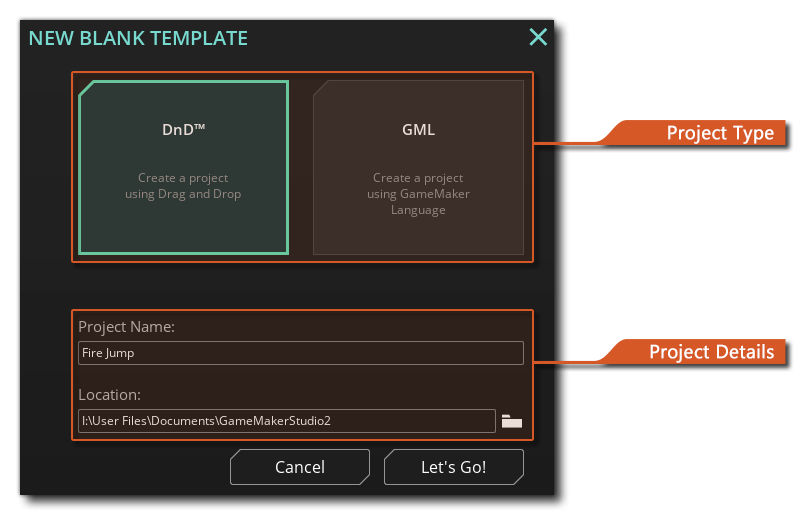 NEW BLANK TEMPLATE
DnD™
Create a project
using Drag and Drop
GML
Create a project
using GameMaker
Language
Project Type
Project Name:
Fire Jump
Project Details
Location:
I:\User Files\Documents\GameMakerStudio2
Cancel
Let's Go!